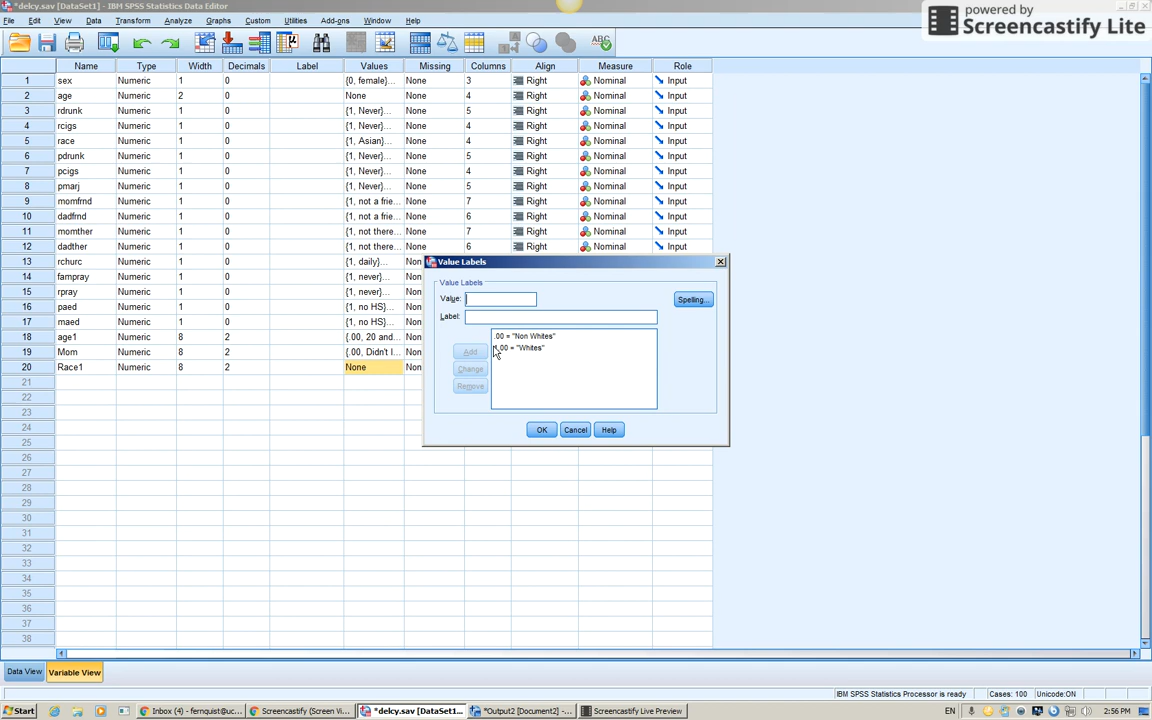 *delcy.sav [DataSet1] - IBM SPSS Statistics Data Editor
powered by
Screencastify Lite
File Edit View Data Transform Analyze Graphs Custom Utilities Add-ons Window Help
Name Type Width Decimals Label Values Missing Columns Align Measure Role
1 sex Numeric 1 0 {0, female}... None 3 Right Nominal Input
2 age Numeric 2 0 None None 4 Right Nominal Input
3 rdrunk Numeric 1 0 {1, Never}... None 5 Right Nominal Input
4 rcigs Numeric 1 0 {1, Never}... None 4 Right Nominal Input
5 race Numeric 1 0 {1, Asian}... None 4 Right Nominal Input
6 pdrunk Numeric 1 0 {1, Never}... None 5 Right Nominal Input
7 pcigs Numeric 1 0 {1, Never}... None 4 Right Nominal Input
8 pmarj Numeric 1 0 {1, Never}... None 5 Right Nominal Input
9 momfrnd Numeric 1 0 {1, not a frie... None 7 Right Nominal Input
10 dadfrnd Numeric 1 0 {1, not a frie... None 6 Right Nominal Input
11 momther Numeric 1 0 {1, not there... None 7 Right Nominal Input
12 dadther Numeric 1 0 {1, not there... None 6 Right Nominal Input
13 rchurc Numeric 1 0 {1, daily}... Non
14 fampray Numeric 1 0 {1, never}... Non
15 rpray Numeric 1 0 {1, never}... Non
16 paed Numeric 1 0 {1, no HS}... Non
17 maed Numeric 1 0 {1, no HS}... Non
18 age1 Numeric 8 2 {.00, 20 and... Non
19 Mom Numeric 8 2 {.00, Didn't l... Non
20 Race1 Numeric 8 2 None Non
21
22
23
24
25
26
27
28
29
30
31
32
33
34
35
36
37
38
Value Labels
Value Labels
Value:
Spelling...
Label:
.00 = "Non Whites"
1.00 = "Whites"
Add
Change
Remove
OK Cancel Help
Data View Variable View
IBM SPSS Statistics Processor is ready Cases: 100 Unicode:ON
Start Inbox (4) - fernquist@uc... Screencastify (Screen Vi... *delcy.sav [DataSet1]... *Output2 [Document2] -... Screencastify Live Preview EN 2:56 PM